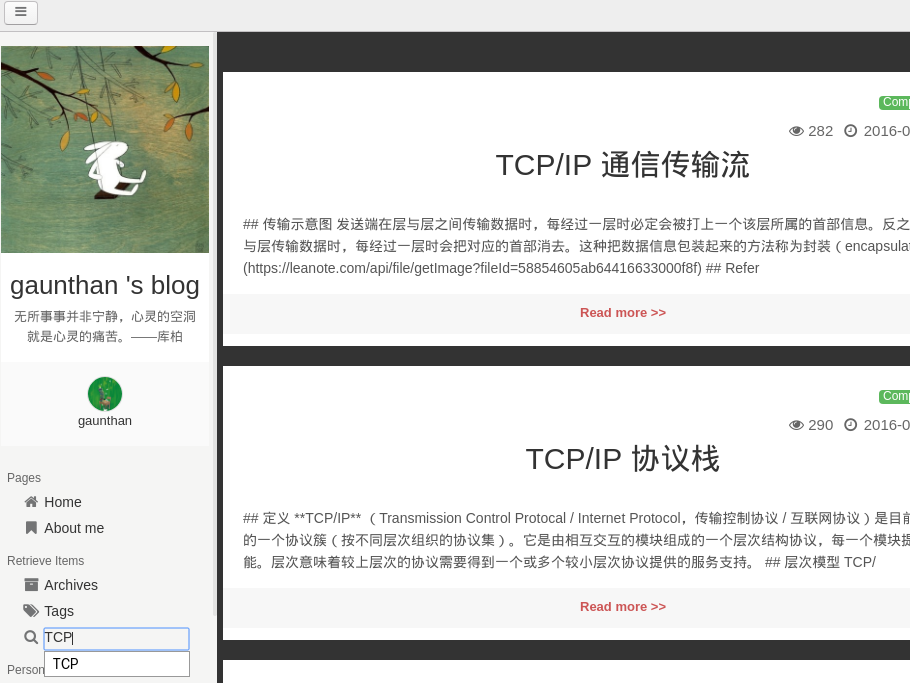 gaunthan 's blog
无所事事并非宁静，心灵的空洞
就是心灵的痛苦。——库柏
gaunthan
Pages
Home
About me
Retrieve Items
Archives
Tags
TCP
TCP
Person
Comp
282 2016-0
TCP/IP 通信传输流
## 传输示意图 发送端在层与层之间传输数据时，每经过一层时必定会被打上一个该层所属的首部信息。反之
与层传输数据时，每经过一层时会把对应的首部消去。这种把数据信息包装起来的方法称为封装（encapsulat
(https://leanote.com/api/file/getImage?fileId=58854605ab64416633000f8f) ## Refer
Read more >>
Comp
290 2016-0
TCP/IP 协议栈
## 定义 **TCP/IP** （Transmission Control Protocal / Internet Protocol，传输控制协议 / 互联网协议）是目前
的一个协议簇（按不同层次组织的协议集）。它是由相互交互的模块组成的一个层次结构协议，每一个模块提
能。层次意味着较上层次的协议需要得到一个或多个较小层次协议提供的服务支持。 ## 层次模型 TCP/
Read more >>